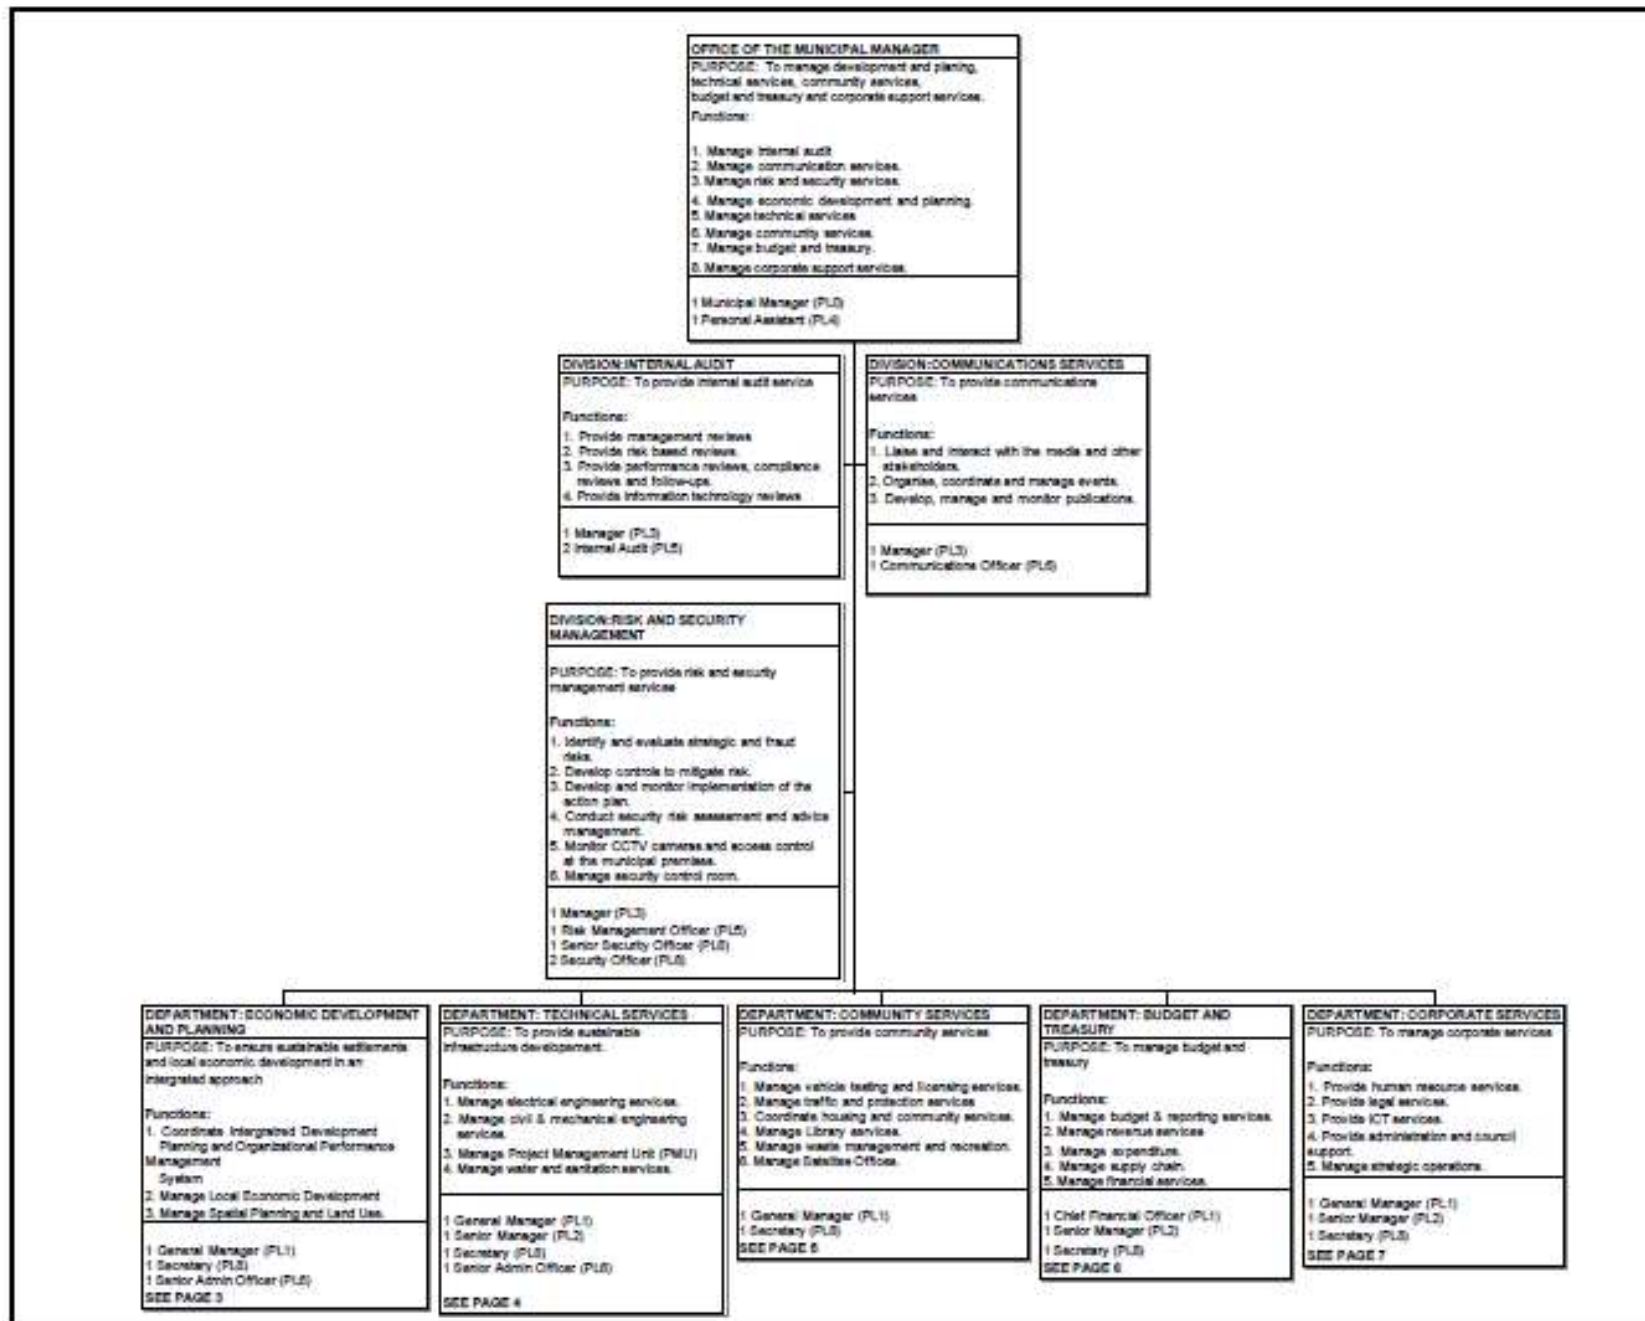 OFFICE OF THE MUNICIPAL MANAGER
PURPOSE: To manage development and planing,
technical services, community services,
budget and treasury and corporate support services.
Functions:
1. Manage internal audit
2. Manage communication services.
3. Manage risk and security services.
4. Manage economic development and planning.
5. Manage technical services
6. Manage community services.
7. Manage budget and treasury.
8. Manage corporate support services.
1 Municipal Manager (PL0)
1 Personal Assistant (PL4)
DIVISION:INTERNAL AUDIT
PURPOSE: To provide internal audit service
Functions:
1. Provide management reviews
2. Provide risk based reviews.
3. Provide performance reviews, compliance
reviews and follow-ups.
4. Provide information technology reviews
1 Manager (PL3)
2 Internal Audit (PL5)
DIVISION:COMMUNICATIONS SERVICES
PURPOSE: To provide communications
services
Functions:
1. Liaise and interact with the media and other
stakeholders.
2. Organise, coordinate and manage events.
3. Develop, manage and monitor publications.
1 Manager (PL3)
1 Communications Officer (PL6)
DIVISION:RISK AND SECURITY
MANAGEMENT
PURPOSE: To provide risk and security
management services
Functions:
1. Identify and evaluate strategic and fraud
risks.
2. Develop controls to mitigate risk.
3. Develop and monitor implementation of the
action plan.
4. Conduct security risk assessment and advice
management.
5. Monitor CCTV cameras and access control
at the municipal premises.
6. Manage security control room.
1 Manager (PL3)
1 Risk Management Officer (PL5)
1 Senior Security Officer
2 Security Officer (PL8)
DEPARTMENT: ECONOMIC DEVELOPMENT
AND PLANNING
PURPOSE: To ensure sustainable settlements
and local economic development in an
intergrated approach
Functions:
1. Coordinate Intergrated Development
Planning and Organizational Performance
Management
System
2. Manage Local Economic Development
3. Manage Spatial Planning and Land Use.
1 General Manager (PL1)
1 Secretary (PL8)
1 Senior Admin Officer (PL6)
SEE PAGE 3
DEPARTMENT: TECHNICAL SERVICES
PURPOSE: To provide sustainable
infrastructure developement.
Functions:
1. Manage electrical engineering services.
2. Manage civil & mechanical engineering
services.
3. Manage Project Management Unit (PMU)
4. Manage water and sanitation services.
1 General Manager (PL1)
1 Senior Manager (PL2)
1 Secretary (PL8)
1 Senior Admin Officer (PL6)
SEE PAGE 4
DEPARTMENT: COMMUNITY SERVICES
PURPOSE: To provide community services
Functions:
1. Manage vehicle testing and licensing services.
2. Manage traffic and protection services
3. Coordinate housing and community services.
4. Manage Library services.
5. Manage waste management and recreation.
6. Manage Satellite Offices.
1 General Manager (PL1)
1 Secretary (PL8)
SEE PAGE 5
DEPARTMENT: BUDGET AND
TREASURY
PURPOSE: To manage budget and
treasury
Functions:
1. Manage budget & reporting services.
2. Manage revenue services
3. Manage expenditure.
4. Manage supply chain.
5. Manage financial services.
1 Chief Financial Officer (PL1)
1 Senior Manager (PL2)
1 Secretary (PL8)
SEE PAGE 6
DEPARTMENT: CORPORATE SERVICES
PURPOSE: To manage corporate services
Functions:
1. Provide human resource services.
2. Provide legal services.
3. Provide ICT services.
4. Provide administration and council
support.
5. Manage strategic operations.
1 General Manager (PL1)
1 Senior Manager (PL2)
1 Secretary (PL8)
SEE PAGE 7